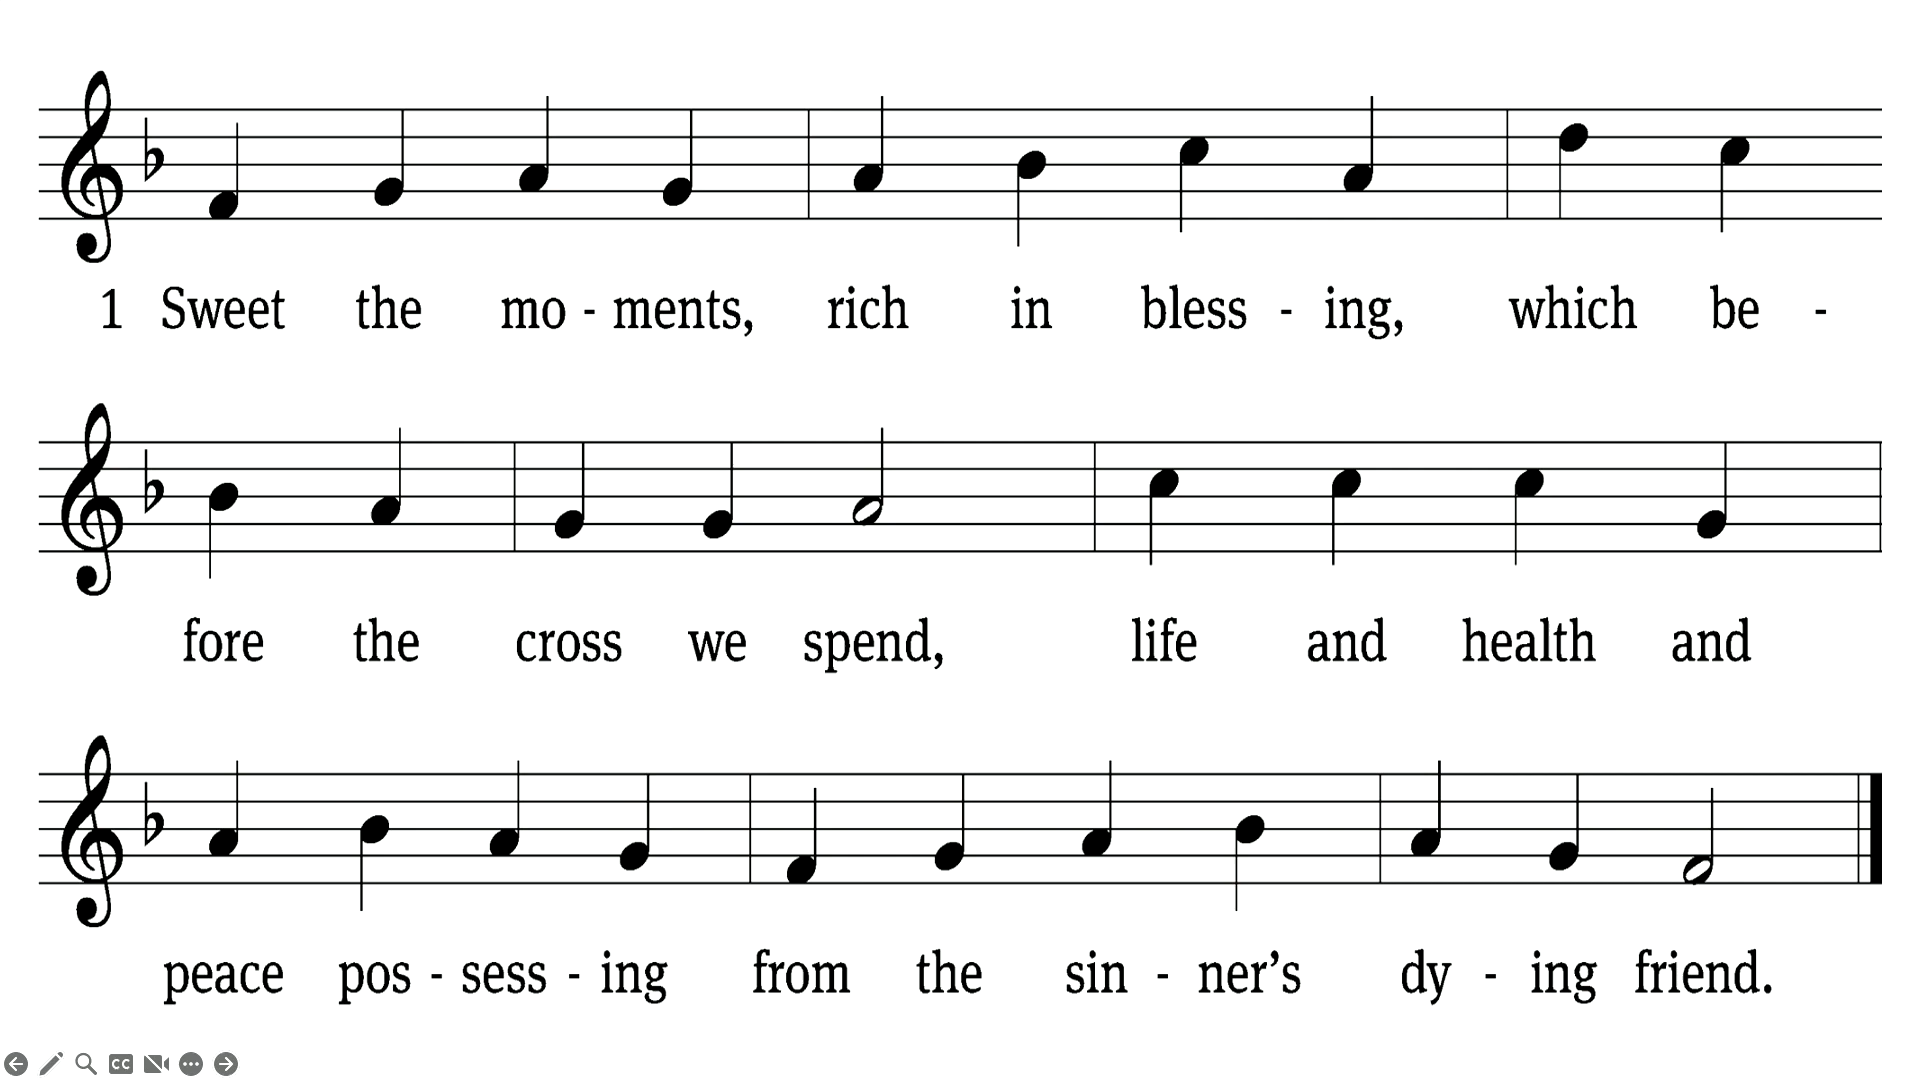 1 Sweet the mo - ments, rich in bless - ing, which be -
fore the cross we spend, life and health and
peace pos - sess - ing from the sin - ner’s dy - ing friend.
CC